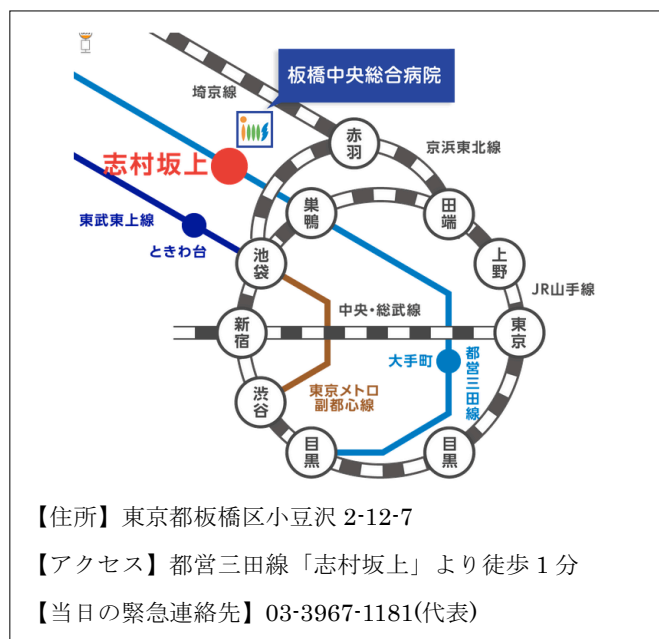 板橋中央総合病院
埼京線
赤羽
京浜東北線
志村坂上
巣鴨
田端
東武東上線
ときわ台
池袋
上野
JR山手線
中央・総武線
新宿
東京
大手町
都営三田線
東京メトロ
副都心線
渋谷
目黒
目黒
【住所】東京都板橋区小豆沢 2-12-7
【アクセス】都営三田線「志村坂上」より徒歩 1 分
【当日の緊急連絡先】03-3967-1181(代表)